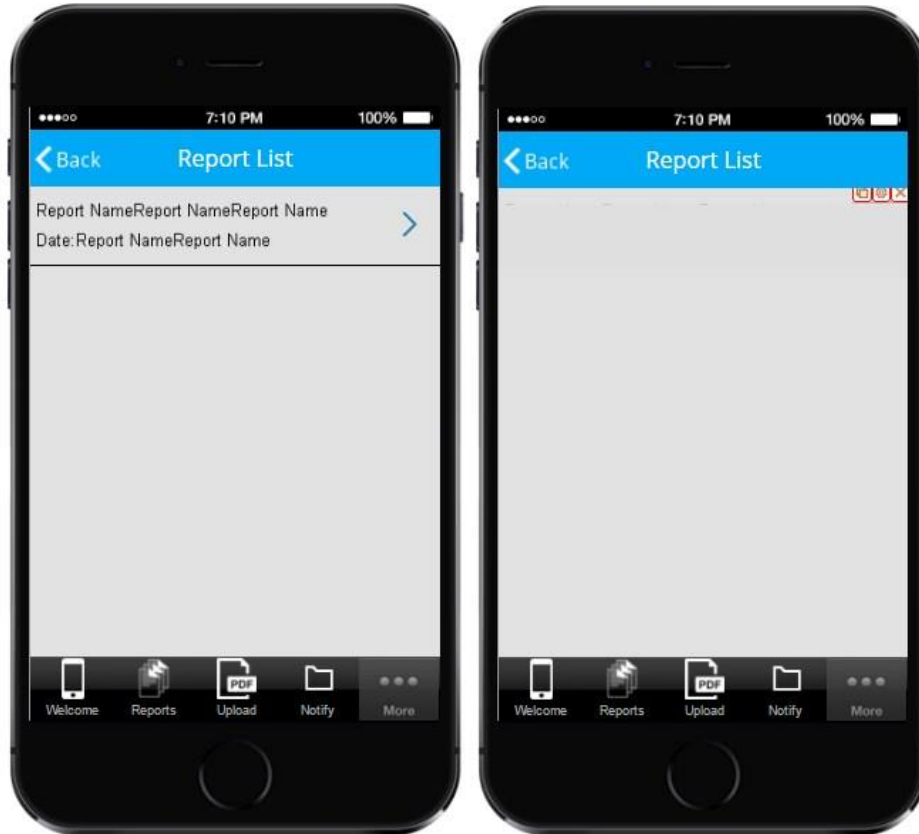 7:10 PM
100%
Back
Report List
Report NameReport NameReport Name
Date:Report NameReport Name
Welcome
Reports
PDF
Upload
Notify
More
7:10 PM
100%
Back
Report List
Welcome
Reports
PDF
Upload
Notify
More